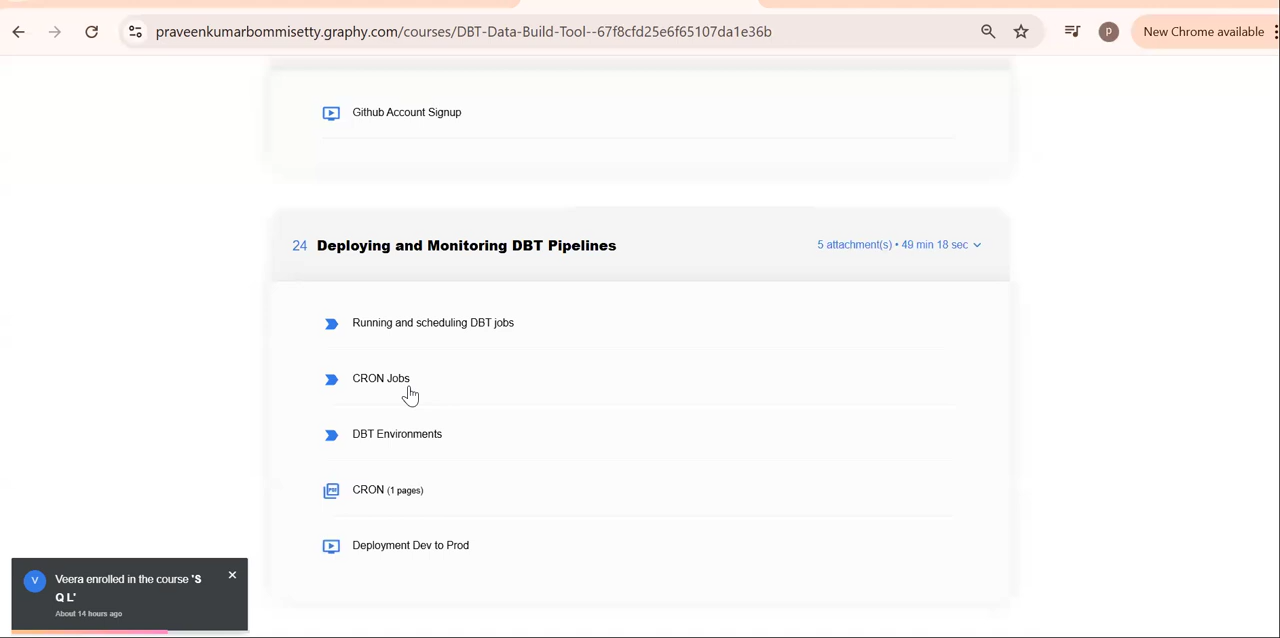 praveenkumarbommisetty.graphy.com/courses/DBT-Data-Build-Tool--67f8cfd25e6f65107da1e36b
p
New Chrome available
Github Account Signup
24 Deploying and Monitoring DBT Pipelines
5 attachment(s) • 49 min 18 sec
Running and scheduling DBT jobs
CRON Jobs
DBT Environments
CRON (1 pages)
Deployment Dev to Prod
V
Veera enrolled in the course 'S
Q L'
About 14 hours ago